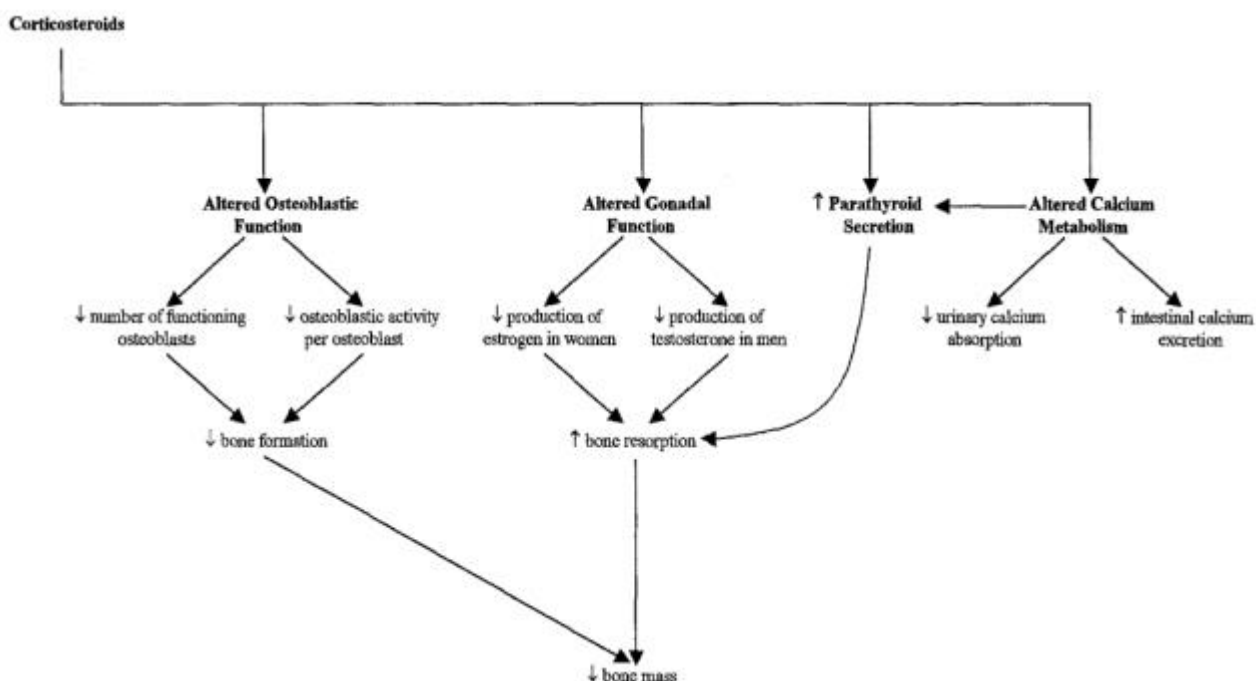 Corticosteroids
Altered Osteoblastic
Function
Altered Gonadal
Function
↑ Parathyroid
Secretion
Altered Calcium
Metabolism
↓ number of functioning
osteoblasts
↓ osteoblastic activity
per osteoblast
↓ production of
estrogen in women
↓ production of
testosterone in men
↓ urinary calcium
absorption
↑ intestinal calcium
excretion
↓ bone formation
↑ bone resorption
↓ bone mass